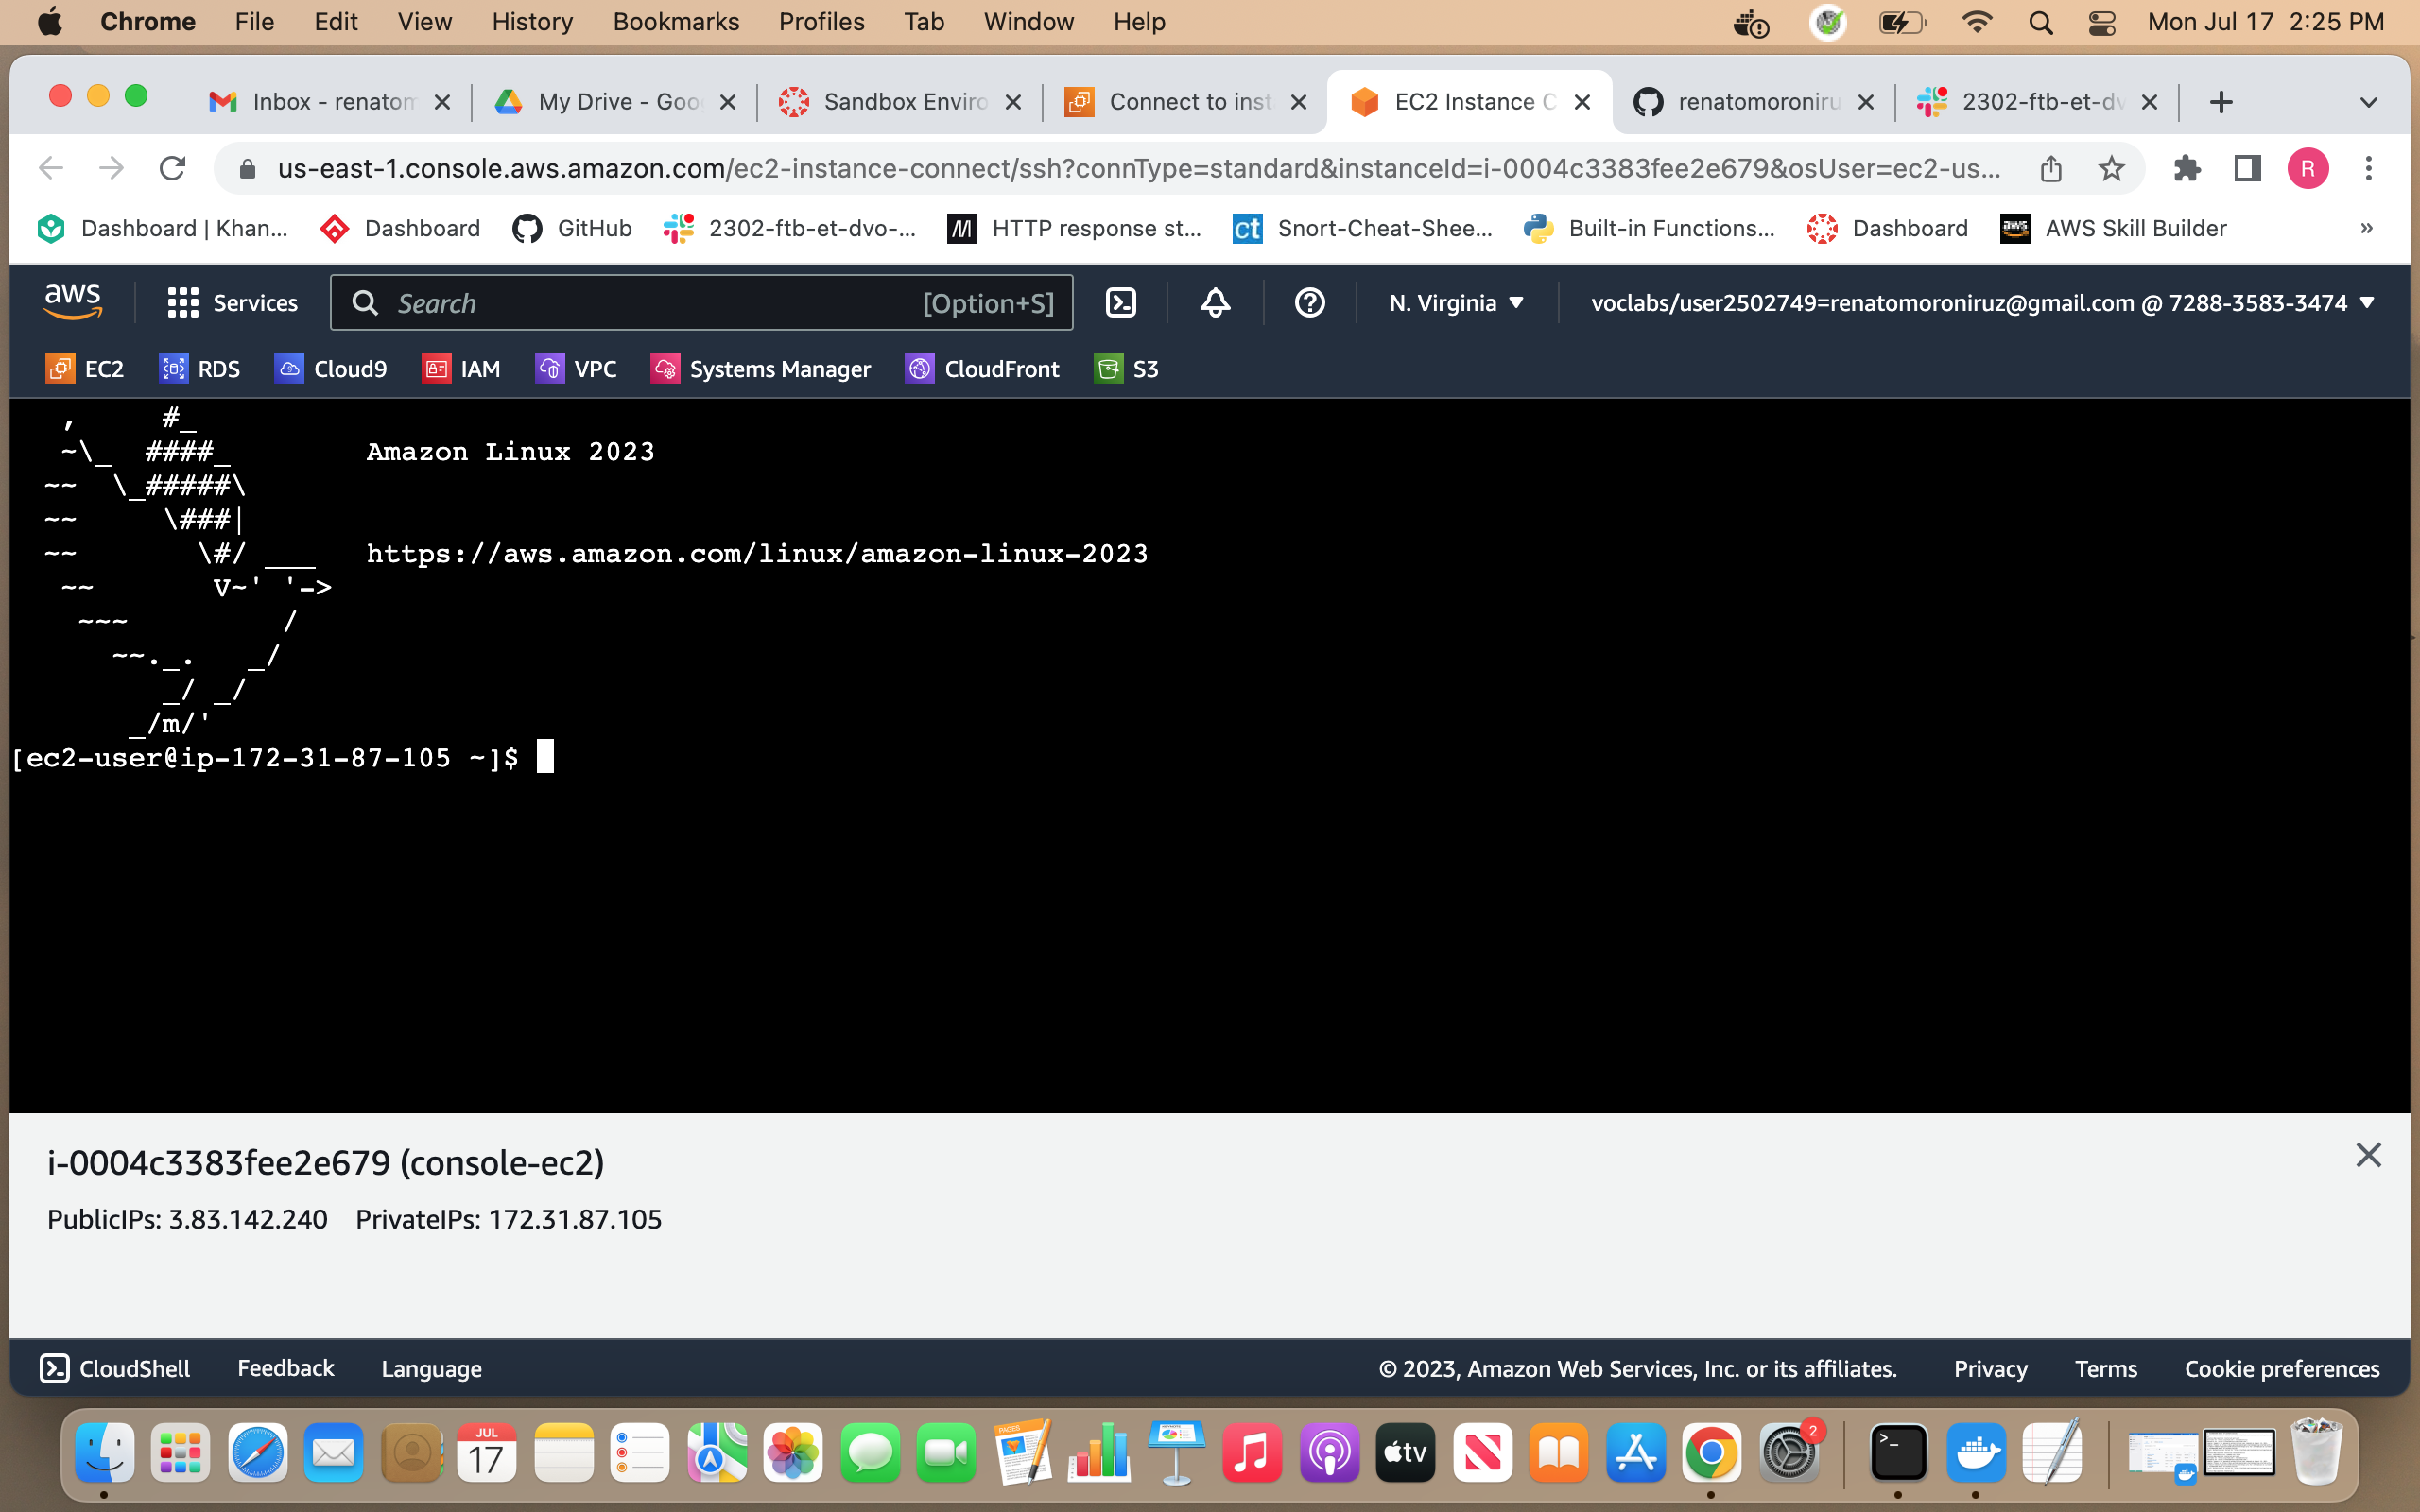 Chrome File Edit View History Bookmarks Profiles Tab Window Help Mon Jul 17 2:25 PM
Inbox - renatom My Drive - Goo Sandbox Enviro Connect to inst EC2 Instance C renatomoroniru 2302-ftb-et-dv
us-east-1.console.aws.amazon.com/ec2-instance-connect/ssh?connType=standard&instanceId=i-0004c3383fee2e679&osUser=ec2-us... R
Dashboard | Khan... Dashboard GitHub 2302-ftb-et-dvo-... M HTTP response st... ct Snort-Cheat-Shee... Built-in Functions... Dashboard AWS Skill Builder »
aws Services Search [Option+S] N. Virginia voclabs/user2502749=renatomoroniruz@gmail.com @ 7288-3583-3474
EC2 RDS Cloud9 IAM VPC Systems Manager CloudFront S3
   ,     #_
   ~\_  ####_        Amazon Linux 2023
  ~~  \_#####\
  ~~     \###|
  ~~       \#/ ___   https://aws.amazon.com/linux/amazon-linux-2023
   ~~       V~' '->
    ~~~         /
      ~~._.   _/
         _/ _/
       _/m/'
[ec2-user@ip-172-31-87-105 ~]$
i-0004c3383fee2e679 (console-ec2)
PublicIPs: 3.83.142.240 PrivateIPs: 172.31.87.105
CloudShell Feedback Language © 2023, Amazon Web Services, Inc. or its affiliates. Privacy Terms Cookie preferences
JUL
17
PAGES
tv
2
>_